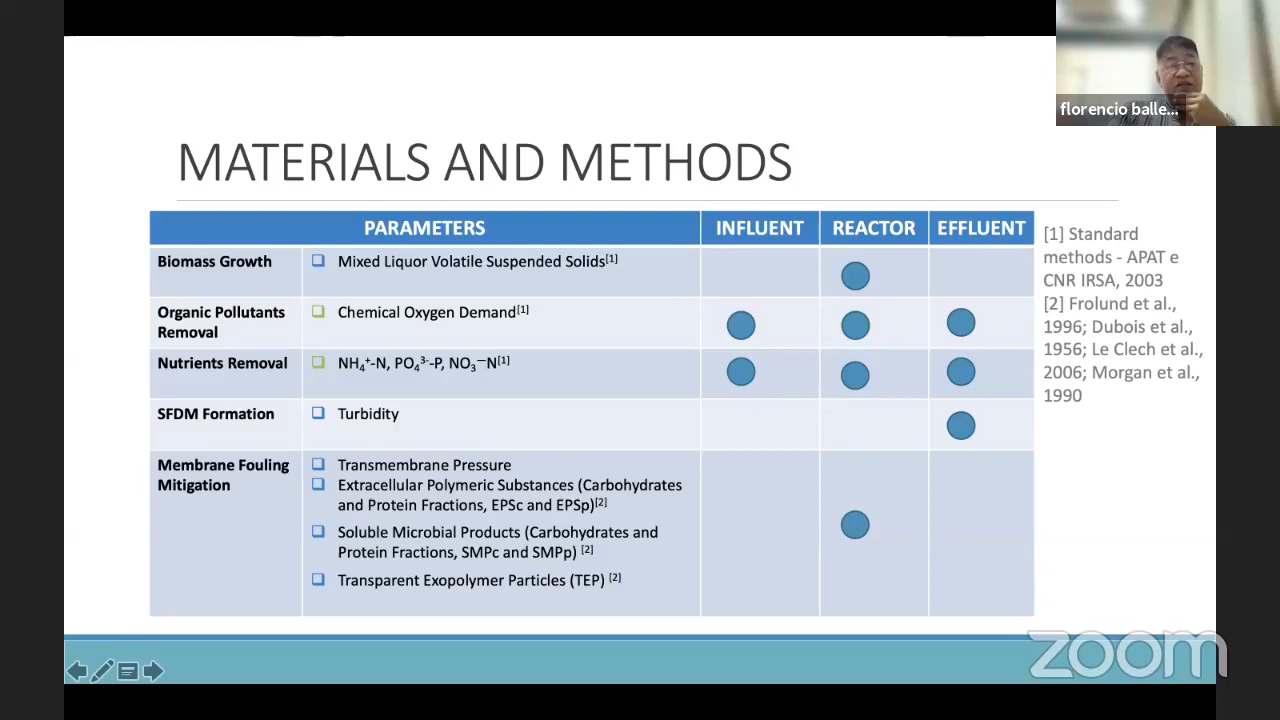 florencio balle...
MATERIALS AND METHODS
PARAMETERS INFLUENT REACTOR EFFLUENT
Biomass Growth
Mixed Liquor Volatile Suspended Solids[1]
Organic Pollutants
Removal
Chemical Oxygen Demand[1]
Nutrients Removal
NH4+-N, PO43--P, NO3—N[1]
SFDM Formation
Turbidity
Membrane Fouling
Mitigation
Transmembrane Pressure
Extracellular Polymeric Substances (Carbohydrates
and Protein Fractions, EPSc and EPSp)[2]
Soluble Microbial Products (Carbohydrates and
Protein Fractions, SMPc and SMPp) [2]
Transparent Exopolymer Particles (TEP) [2]
[1] Standard
methods - APAT e
CNR IRSA, 2003
[2] Frolund et al.,
1996; Dubois et al.,
1956; Le Clech et al.,
2006; Morgan et al.,
1990
zoom